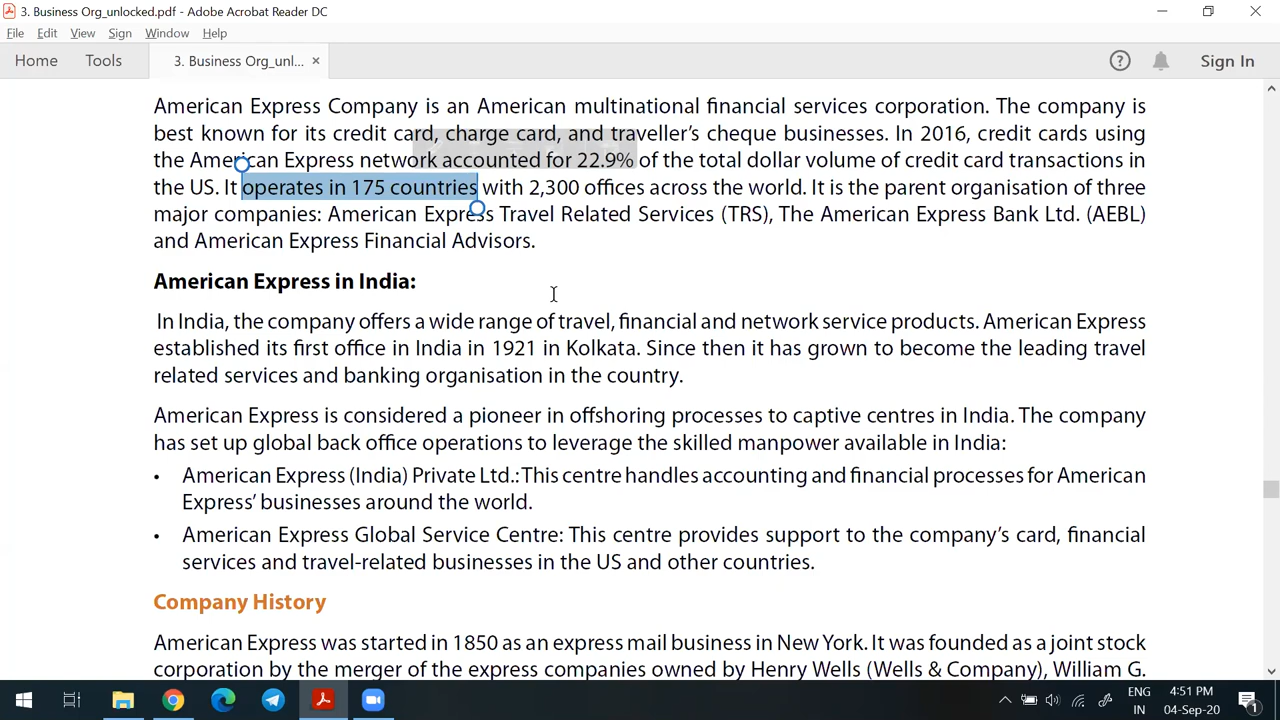 3. Business Org_unlocked.pdf - Adobe Acrobat Reader DC
File Edit View Sign Window Help
Home Tools 3. Business Org_unl... × Sign In
American Express Company is an American multinational financial services corporation. The company is
best known for its credit card, charge card, and traveller's cheque businesses. In 2016, credit cards using
the American Express network accounted for 22.9% of the total dollar volume of credit card transactions in
the US. It operates in 175 countries with 2,300 offices across the world. It is the parent organisation of three
major companies: American Express Travel Related Services (TRS), The American Express Bank Ltd. (AEBL)
and American Express Financial Advisors.
American Express in India:
In India, the company offers a wide range of travel, financial and network service products. American Express
established its first office in India in 1921 in Kolkata. Since then it has grown to become the leading travel
related services and banking organisation in the country.
American Express is considered a pioneer in offshoring processes to captive centres in India. The company
has set up global back office operations to leverage the skilled manpower available in India:
• American Express (India) Private Ltd.: This centre handles accounting and financial processes for American
Express' businesses around the world.
• American Express Global Service Centre: This centre provides support to the company's card, financial
services and travel-related businesses in the US and other countries.
Company History
American Express was started in 1850 as an express mail business in New York. It was founded as a joint stock
corporation by the merger of the express companies owned by Henry Wells (Wells & Company), William G.
ENG 4:51 PM
IN 04-Sep-20 1